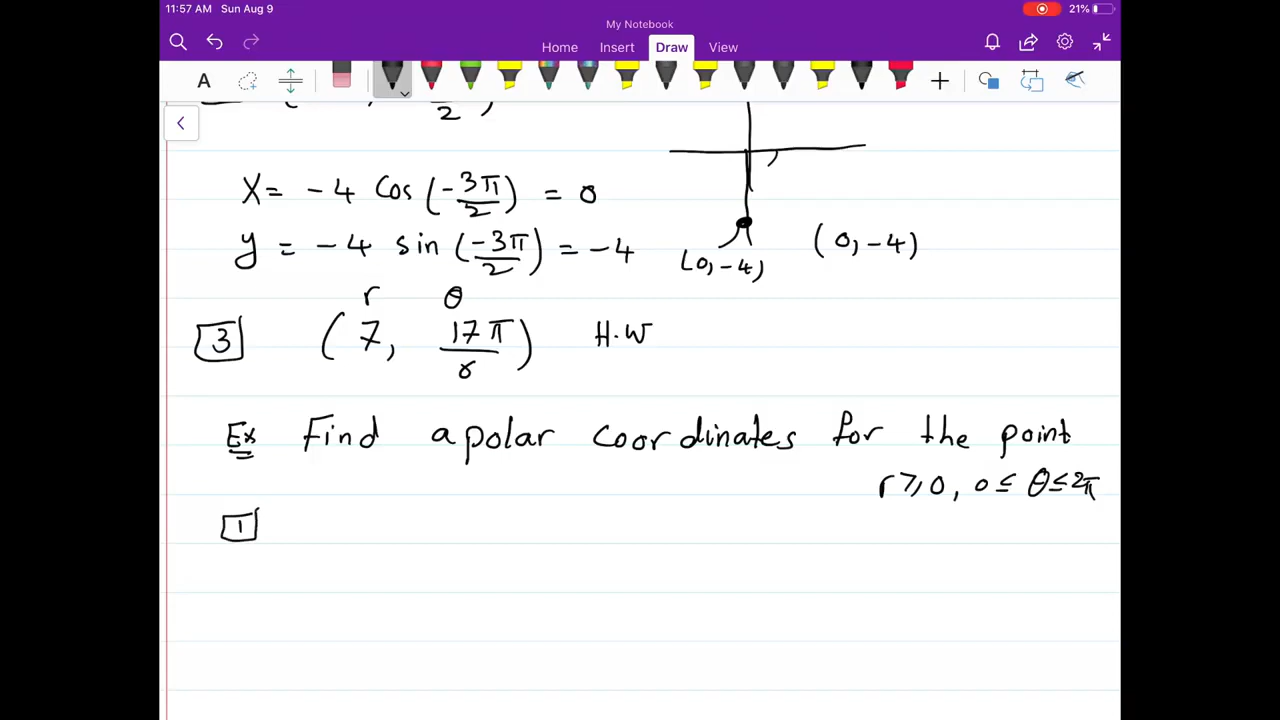 11:57 AM Sun Aug 9
21%
My Notebook
Home Insert Draw View
A
2
X = -4 Cos (-3π/2) = 0
y = -4 sin (-3π/2) = -4
(0, -4)
(0, -4)
r θ
3 (7, 17π/r) H.W
Ex Find a polar coordinates for the point
r ≥ 0, 0 ≤ θ ≤ 2π
1